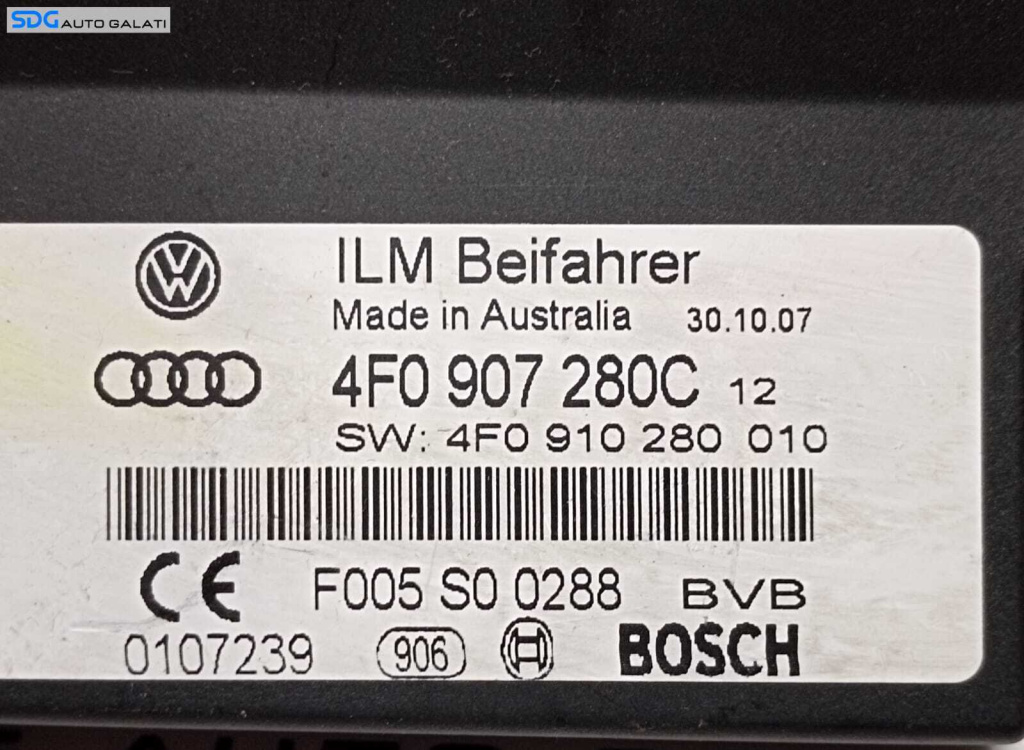 SDG AUTO GALATI
ILM Beifahrer
Made in Australia 30.10.07
4F0 907 280C 12
SW: 4F0 910 280 010
CE F005 S0 0288 BVB
0107239 906 BOSCH